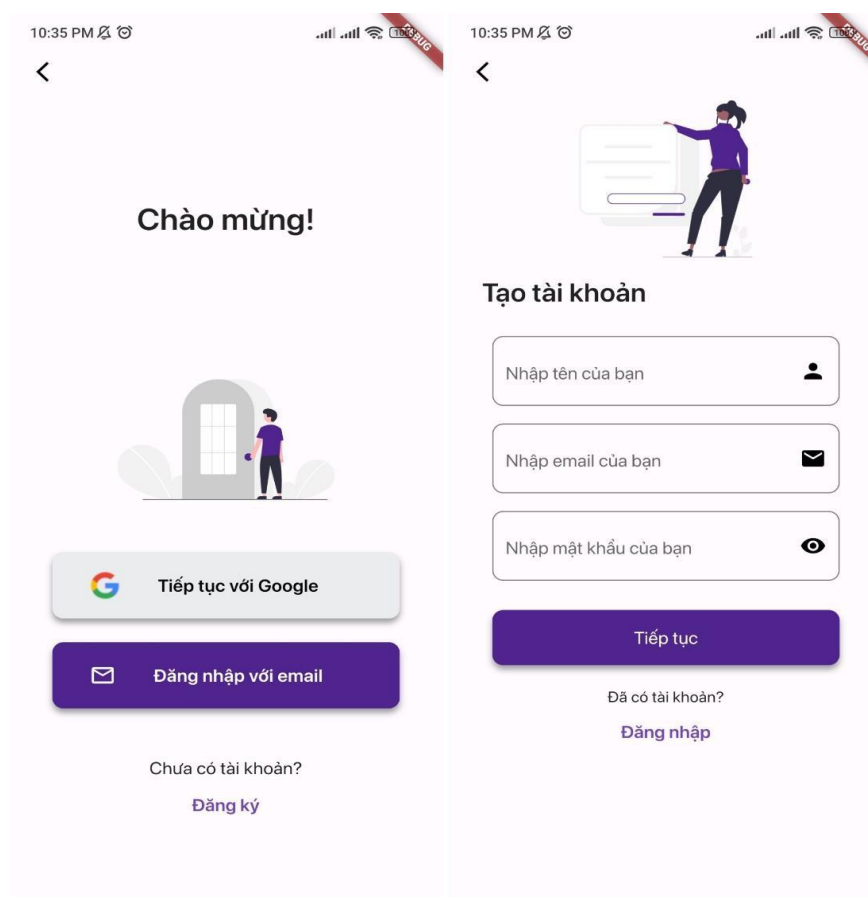 10:35 PM
DEBUG
Chào mừng!
Tiếp tục với Google
Đăng nhập với email
Chưa có tài khoản?
Đăng ký
10:35 PM
Tạo tài khoản
Nhập tên của bạn
Nhập email của bạn
Nhập mật khẩu của bạn
Tiếp tục
Đã có tài khoản?
Đăng nhập